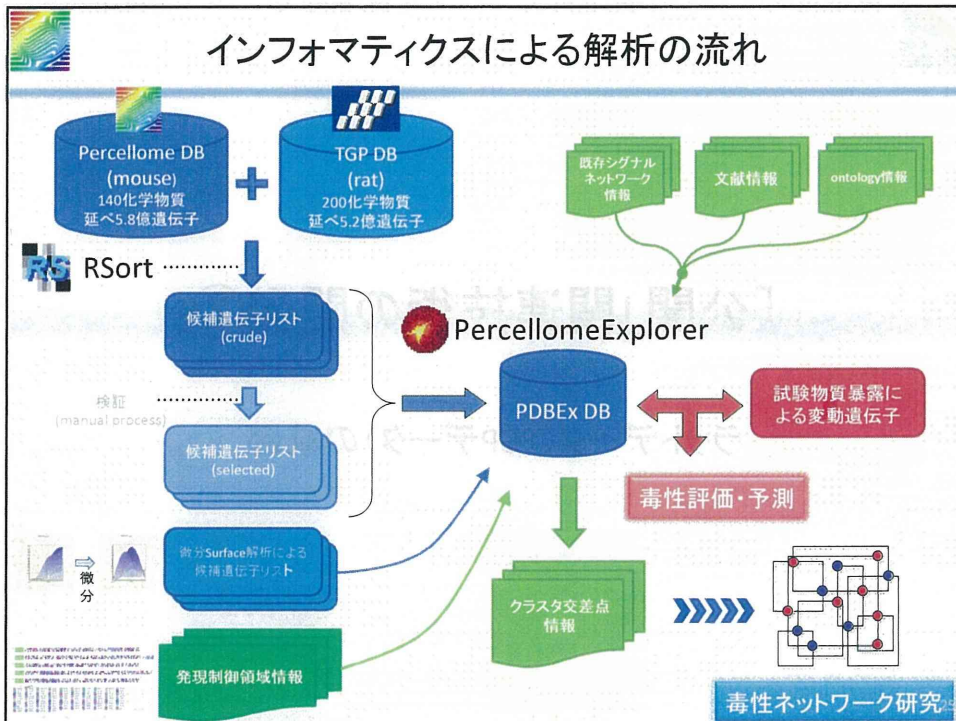 インフォマティクスによる解析の流れ
Percellome DB
(mouse)
140化学物質
延べ5.8億遺伝子
TGP DB
(rat)
200化学物質
延べ5.2億遺伝子
既存シグナル
ネットワーク
情報
文献情報
ontology情報
RS
RSort
候補遺伝子リスト
(crude)
PercellomeExplorer
検証
(manual process)
候補遺伝子リスト
(selected)
PDBEx DB
試験物質暴露に
よる変動遺伝子
毒性評価・予測
微分
微分Surface解析による
候補遺伝子リスト
クラスタ交差点
情報
発現制御領域情報
毒性ネットワーク研究
25